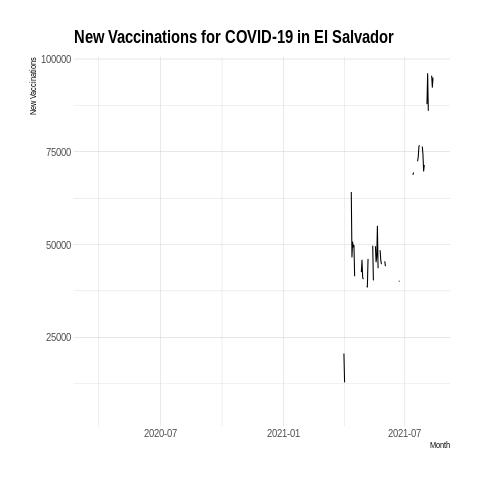 New Vaccinations for COVID-19 in El Salvador
New Vaccinations
100000
75000
50000
25000
2020-07
2021-01
2021-07
Month